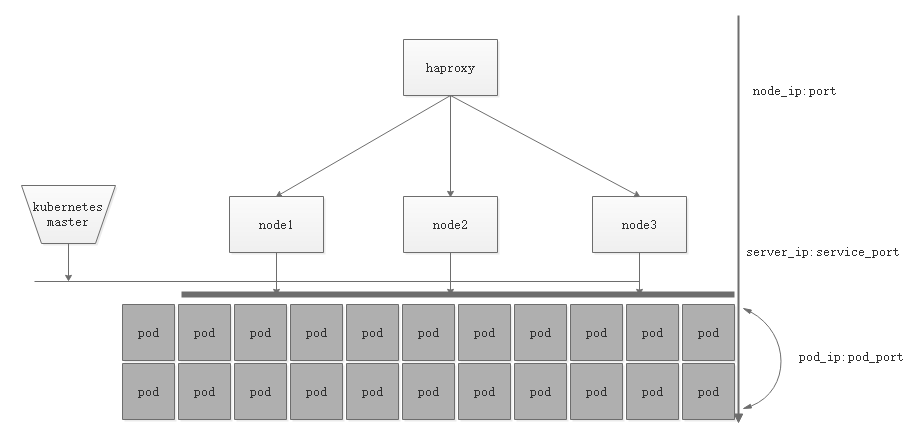 haproxy
node_ip:port
kubernetes
master
node1
node2
node3
server_ip:service_port
pod
pod
pod
pod
pod
pod
pod
pod
pod
pod
pod
pod_ip:pod_port
pod
pod
pod
pod
pod
pod
pod
pod
pod
pod
pod